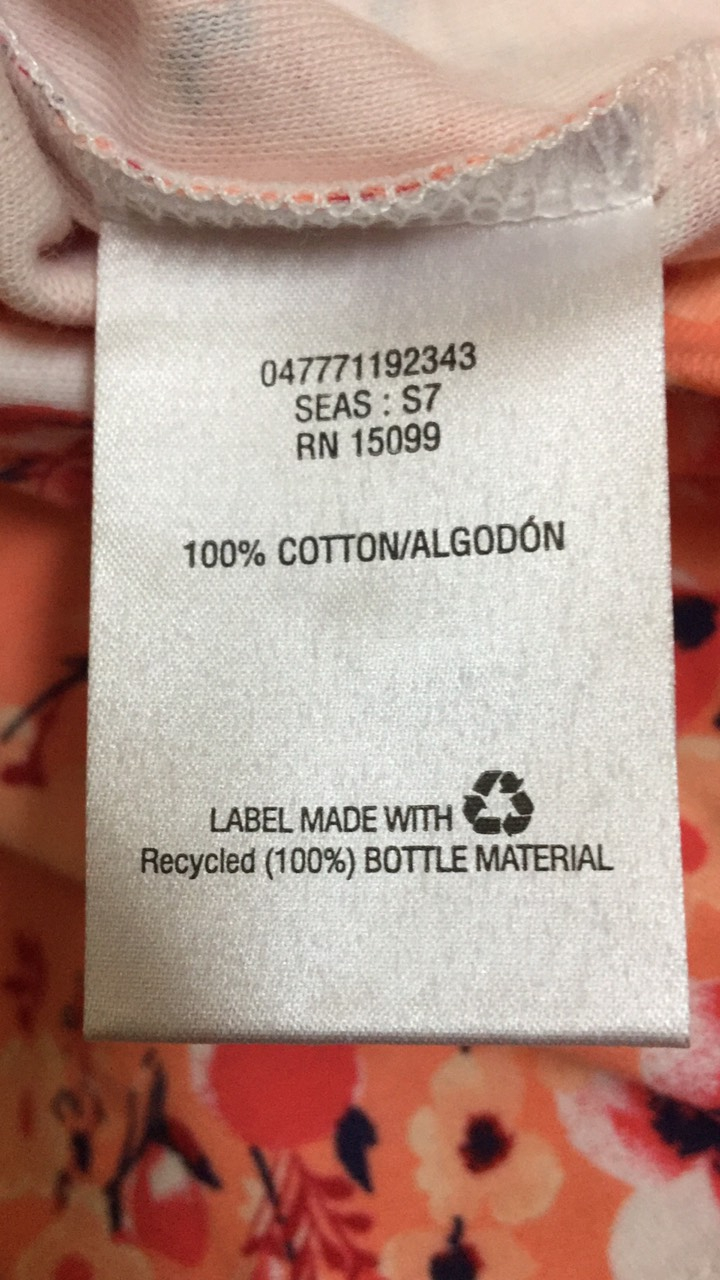 047771192343
SEAS : S7
RN 15099
100% COTTON/ALGODÓN
LABEL MADE WITH
Recycled (100%) BOTTLE MATERIAL